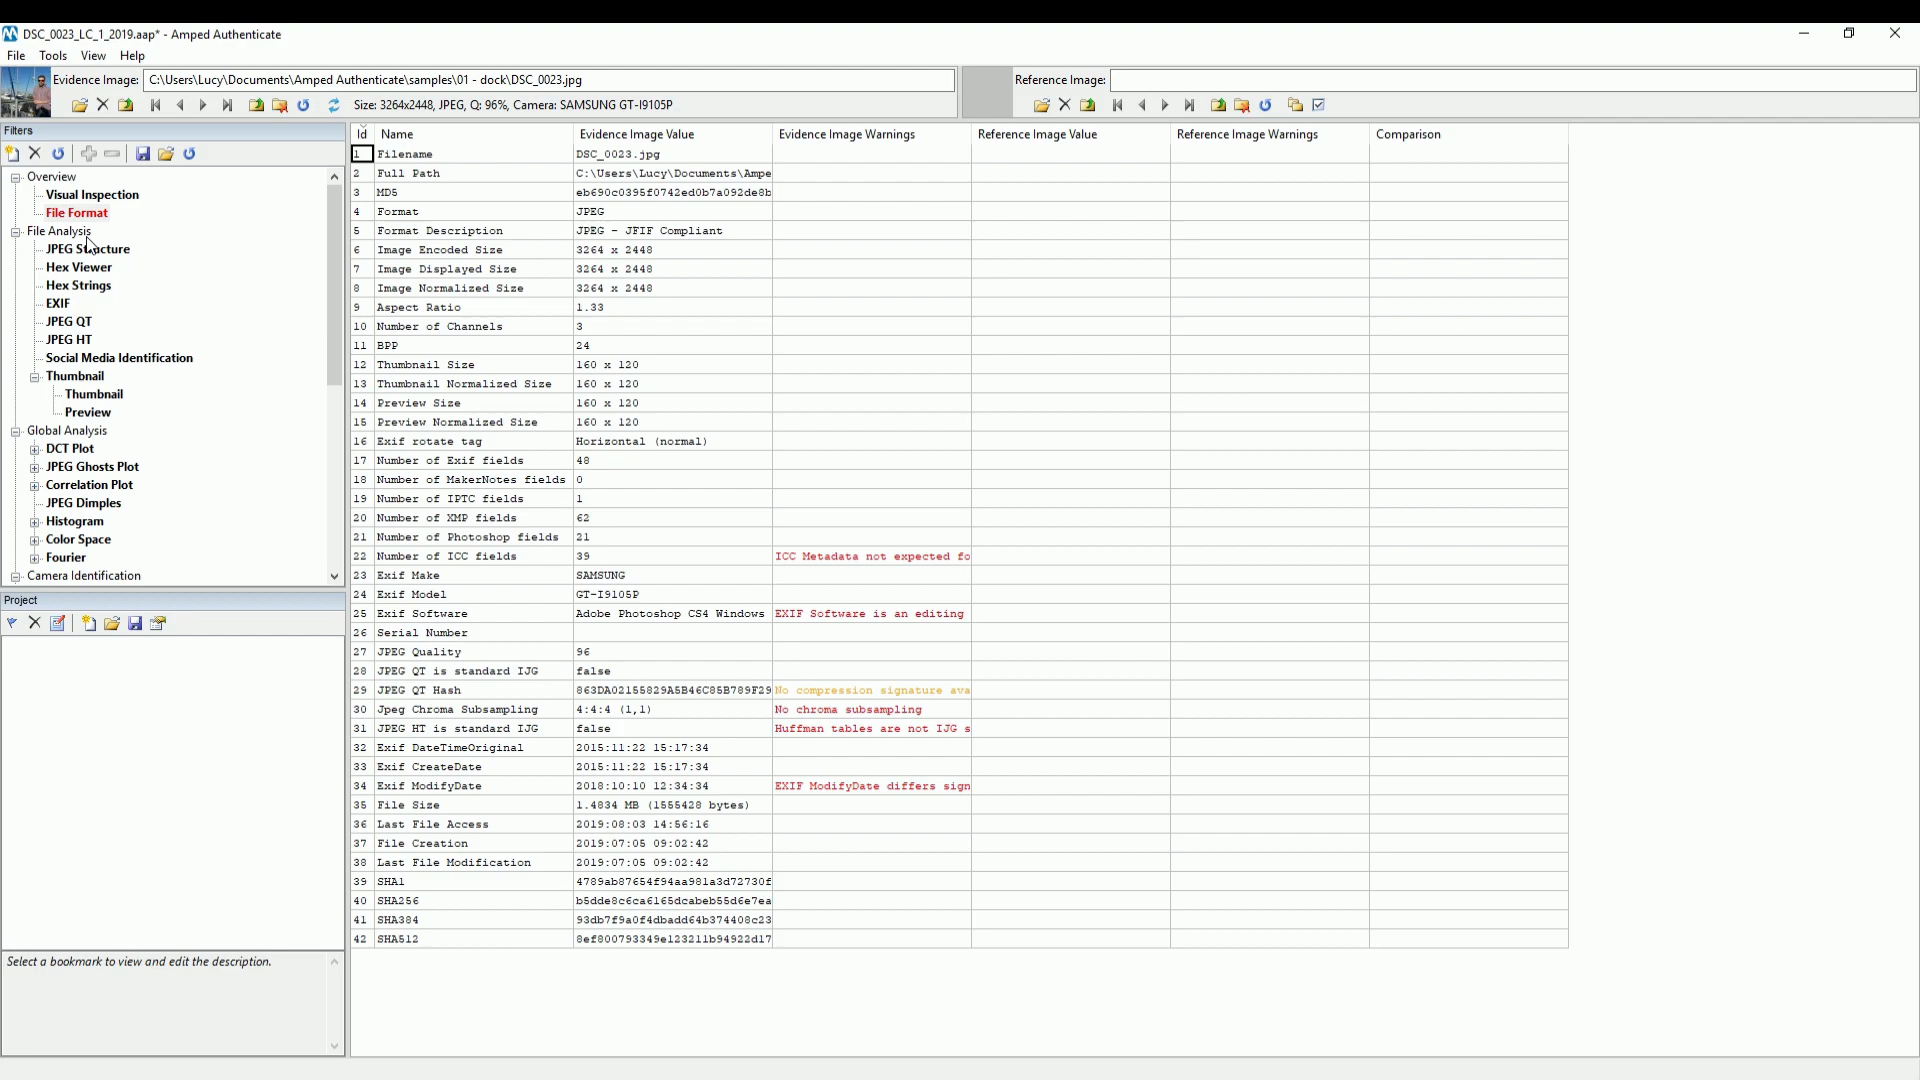 DSC_0023_LC_1_2019.aap* - Amped Authenticate
File Tools View Help
Evidence Image: C:\Users\Lucy\Documents\Amped Authenticate\samples\01 - dock\DSC_0023.jpg
Reference Image:
Size: 3264x2448, JPEG, Q: 96%, Camera: SAMSUNG GT-I9105P
Filters
Overview
Visual Inspection
File Format
File Analysis
JPEG Structure
Hex Viewer
Hex Strings
EXIF
JPEG QT
JPEG HT
Social Media Identification
Thumbnail
Thumbnail
Preview
Global Analysis
DCT Plot
JPEG Ghosts Plot
Correlation Plot
JPEG Dimples
Histogram
Color Space
Fourier
Camera Identification
Project
Select a bookmark to view and edit the description.
Id Name Evidence Image Value Evidence Image Warnings Reference Image Value Reference Image Warnings Comparison
1 Filename DSC_0023.jpg
2 Full Path C:\Users\Lucy\Documents\Ampe
3 MD5 eb690c0395f0742ed0b7a092de8b
4 Format JPEG
5 Format Description JPEG - JFIF Compliant
6 Image Encoded Size 3264 x 2448
7 Image Displayed Size 3264 x 2448
8 Image Normalized Size 3264 x 2448
9 Aspect Ratio 1.33
10 Number of Channels 3
11 BPP 24
12 Thumbnail Size 160 x 120
13 Thumbnail Normalized Size 160 x 120
14 Preview Size 160 x 120
15 Preview Normalized Size 160 x 120
16 Exif rotate tag Horizontal (normal)
17 Number of Exif fields 48
18 Number of MakerNotes fields 0
19 Number of IPTC fields 1
20 Number of XMP fields 62
21 Number of Photoshop fields 21
22 Number of ICC fields 39 ICC Metadata not expected fo
23 Exif Make SAMSUNG
24 Exif Model GT-I9105P
25 Exif Software Adobe Photoshop CS4 Windows EXIF Software is an editing
26 Serial Number
27 JPEG Quality 96
28 JPEG QT is standard IJG false
29 JPEG QT Hash 863DA02155829A5B46C85B789F29 No compression signature ava
30 Jpeg Chroma Subsampling 4:4:4 (1,1) No chroma subsampling
31 JPEG HT is standard IJG false Huffman tables are not IJG s
32 Exif DateTimeOriginal 2015:11:22 15:17:34
33 Exif CreateDate 2015:11:22 15:17:34
34 Exif ModifyDate 2018:10:10 12:34:34 EXIF ModifyDate differs sign
35 File Size 1.4834 MB (1555428 bytes)
36 Last File Access 2019:08:03 14:56:16
37 File Creation 2019:07:05 09:02:42
38 Last File Modification 2019:07:05 09:02:42
39 SHA1 4789ab87654f94aa981a3d72730f
40 SHA256 b5dde8c6ca6165dcabeb55d6e7ea
41 SHA384 93db7f9a0f4dbadd64b374408c23
42 SHA512 8ef800793349e123211b94922d17